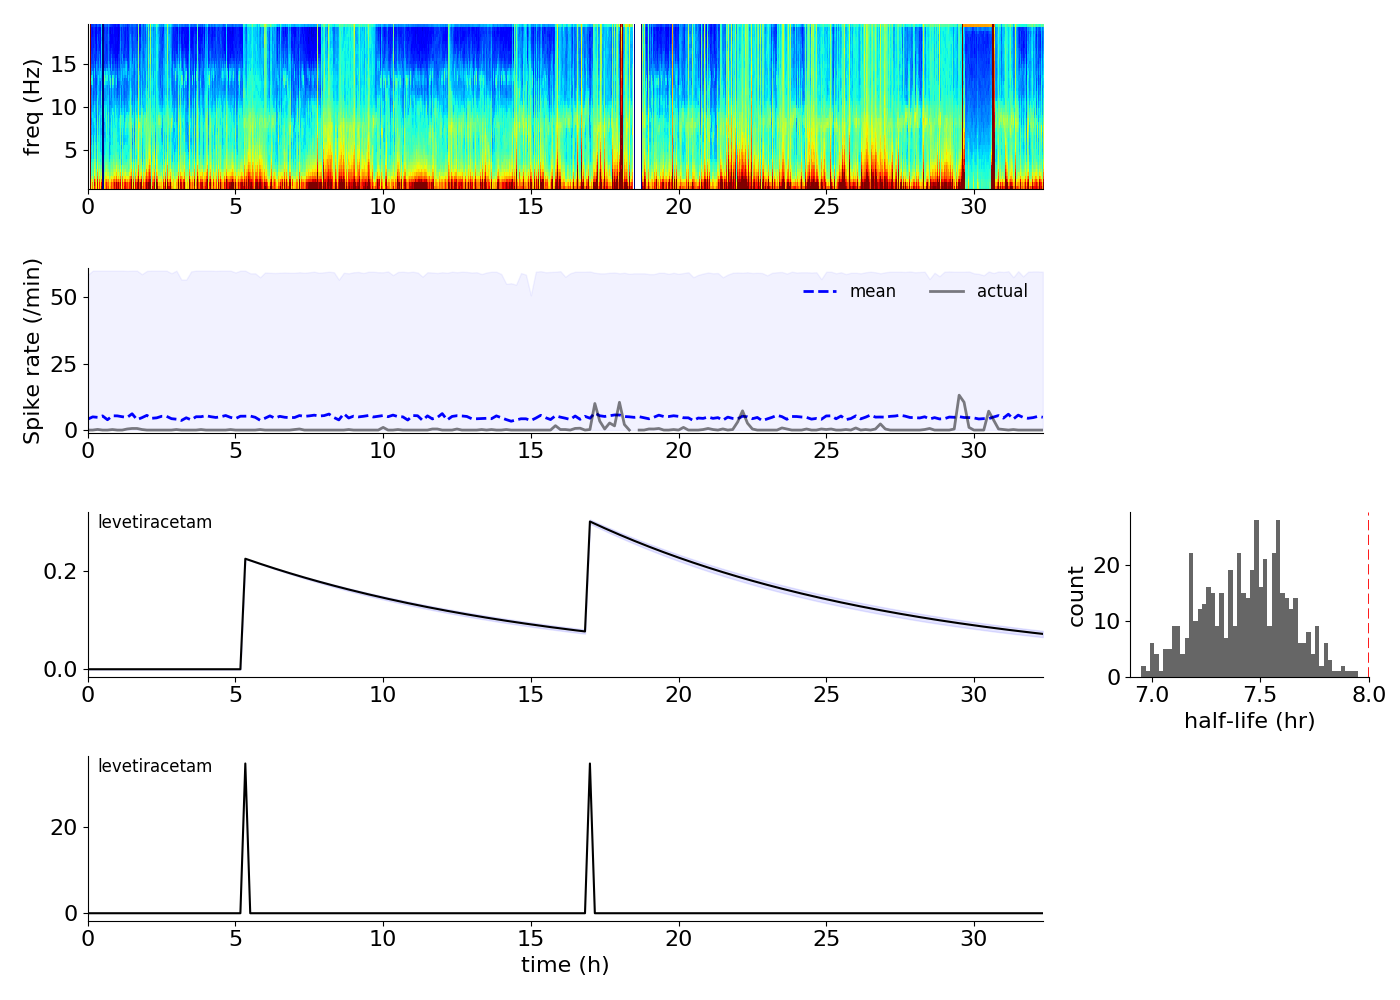 freq (Hz)
15
10
5
0 5 10 15 20 25 30
Spike rate (/min)
50
25
0
mean actual
0 5 10 15 20 25 30
levetiracetam
0.2
0.0
0 5 10 15 20 25 30
count
20
10
0
7.0 7.5 8.0
half-life (hr)
levetiracetam
20
0
0 5 10 15 20 25 30
time (h)